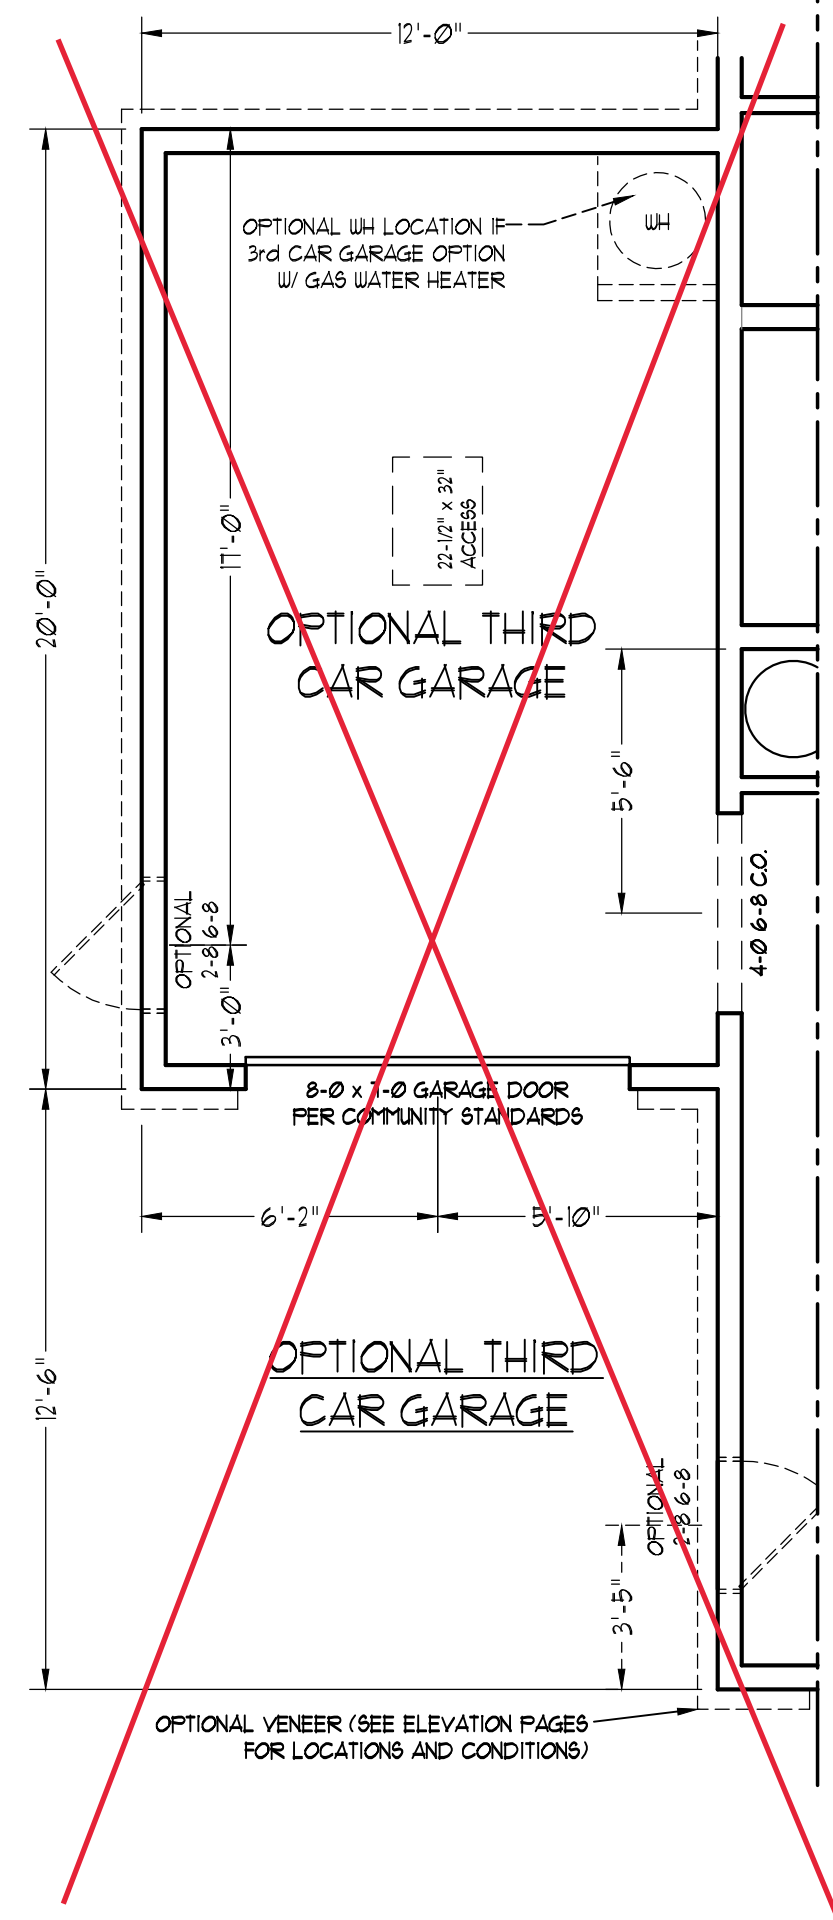 12'-0"
OPTIONAL WH LOCATION IF
3rd CAR GARAGE OPTION
W/ GAS WATER HEATER
WH
22-1/2" x 32"
ACCESS
17'-0"
20'-0"
OPTIONAL THIRD
CAR GARAGE
5'-6"
4-0 6-8 C.O.
OPTIONAL
2-8 6-8
3'-0"
8-0 x 7-0 GARAGE DOOR
PER COMMUNITY STANDARDS
6'-2"
5'-10"
OPTIONAL THIRD
CAR GARAGE
12'-6"
OPTIONAL
2-8 6-8
3'-5"
OPTIONAL VENEER (SEE ELEVATION PAGES
FOR LOCATIONS AND CONDITIONS)